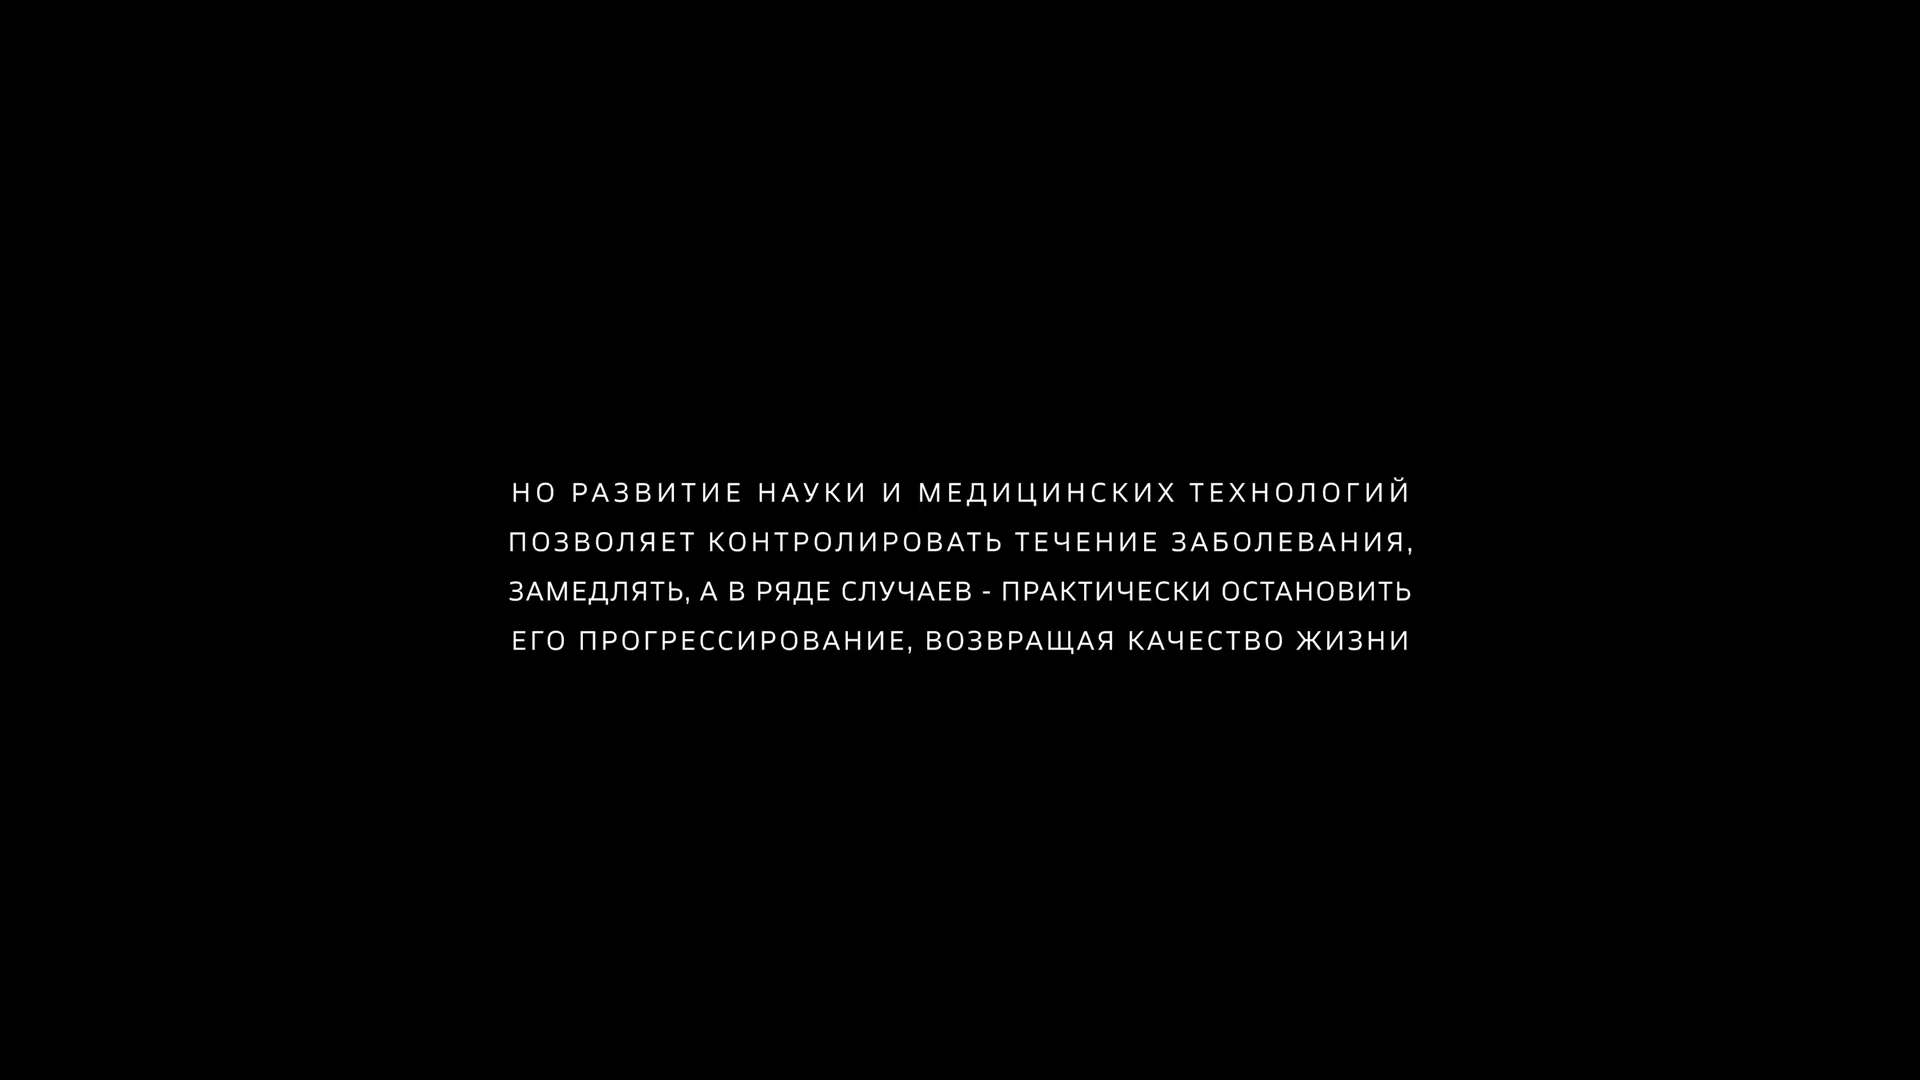 НО РАЗВИТИЕ НАУКИ И МЕДИЦИНСКИХ ТЕХНОЛОГИЙ
ПОЗВОЛЯЕТ КОНТРОЛИРОВАТЬ ТЕЧЕНИЕ ЗАБОЛЕВАНИЯ,
ЗАМЕДЛЯТЬ, А В РЯДЕ СЛУЧАЕВ - ПРАКТИЧЕСКИ ОСТАНОВИТЬ
ЕГО ПРОГРЕССИРОВАНИЕ, ВОЗВРАЩАЯ КАЧЕСТВО ЖИЗНИ